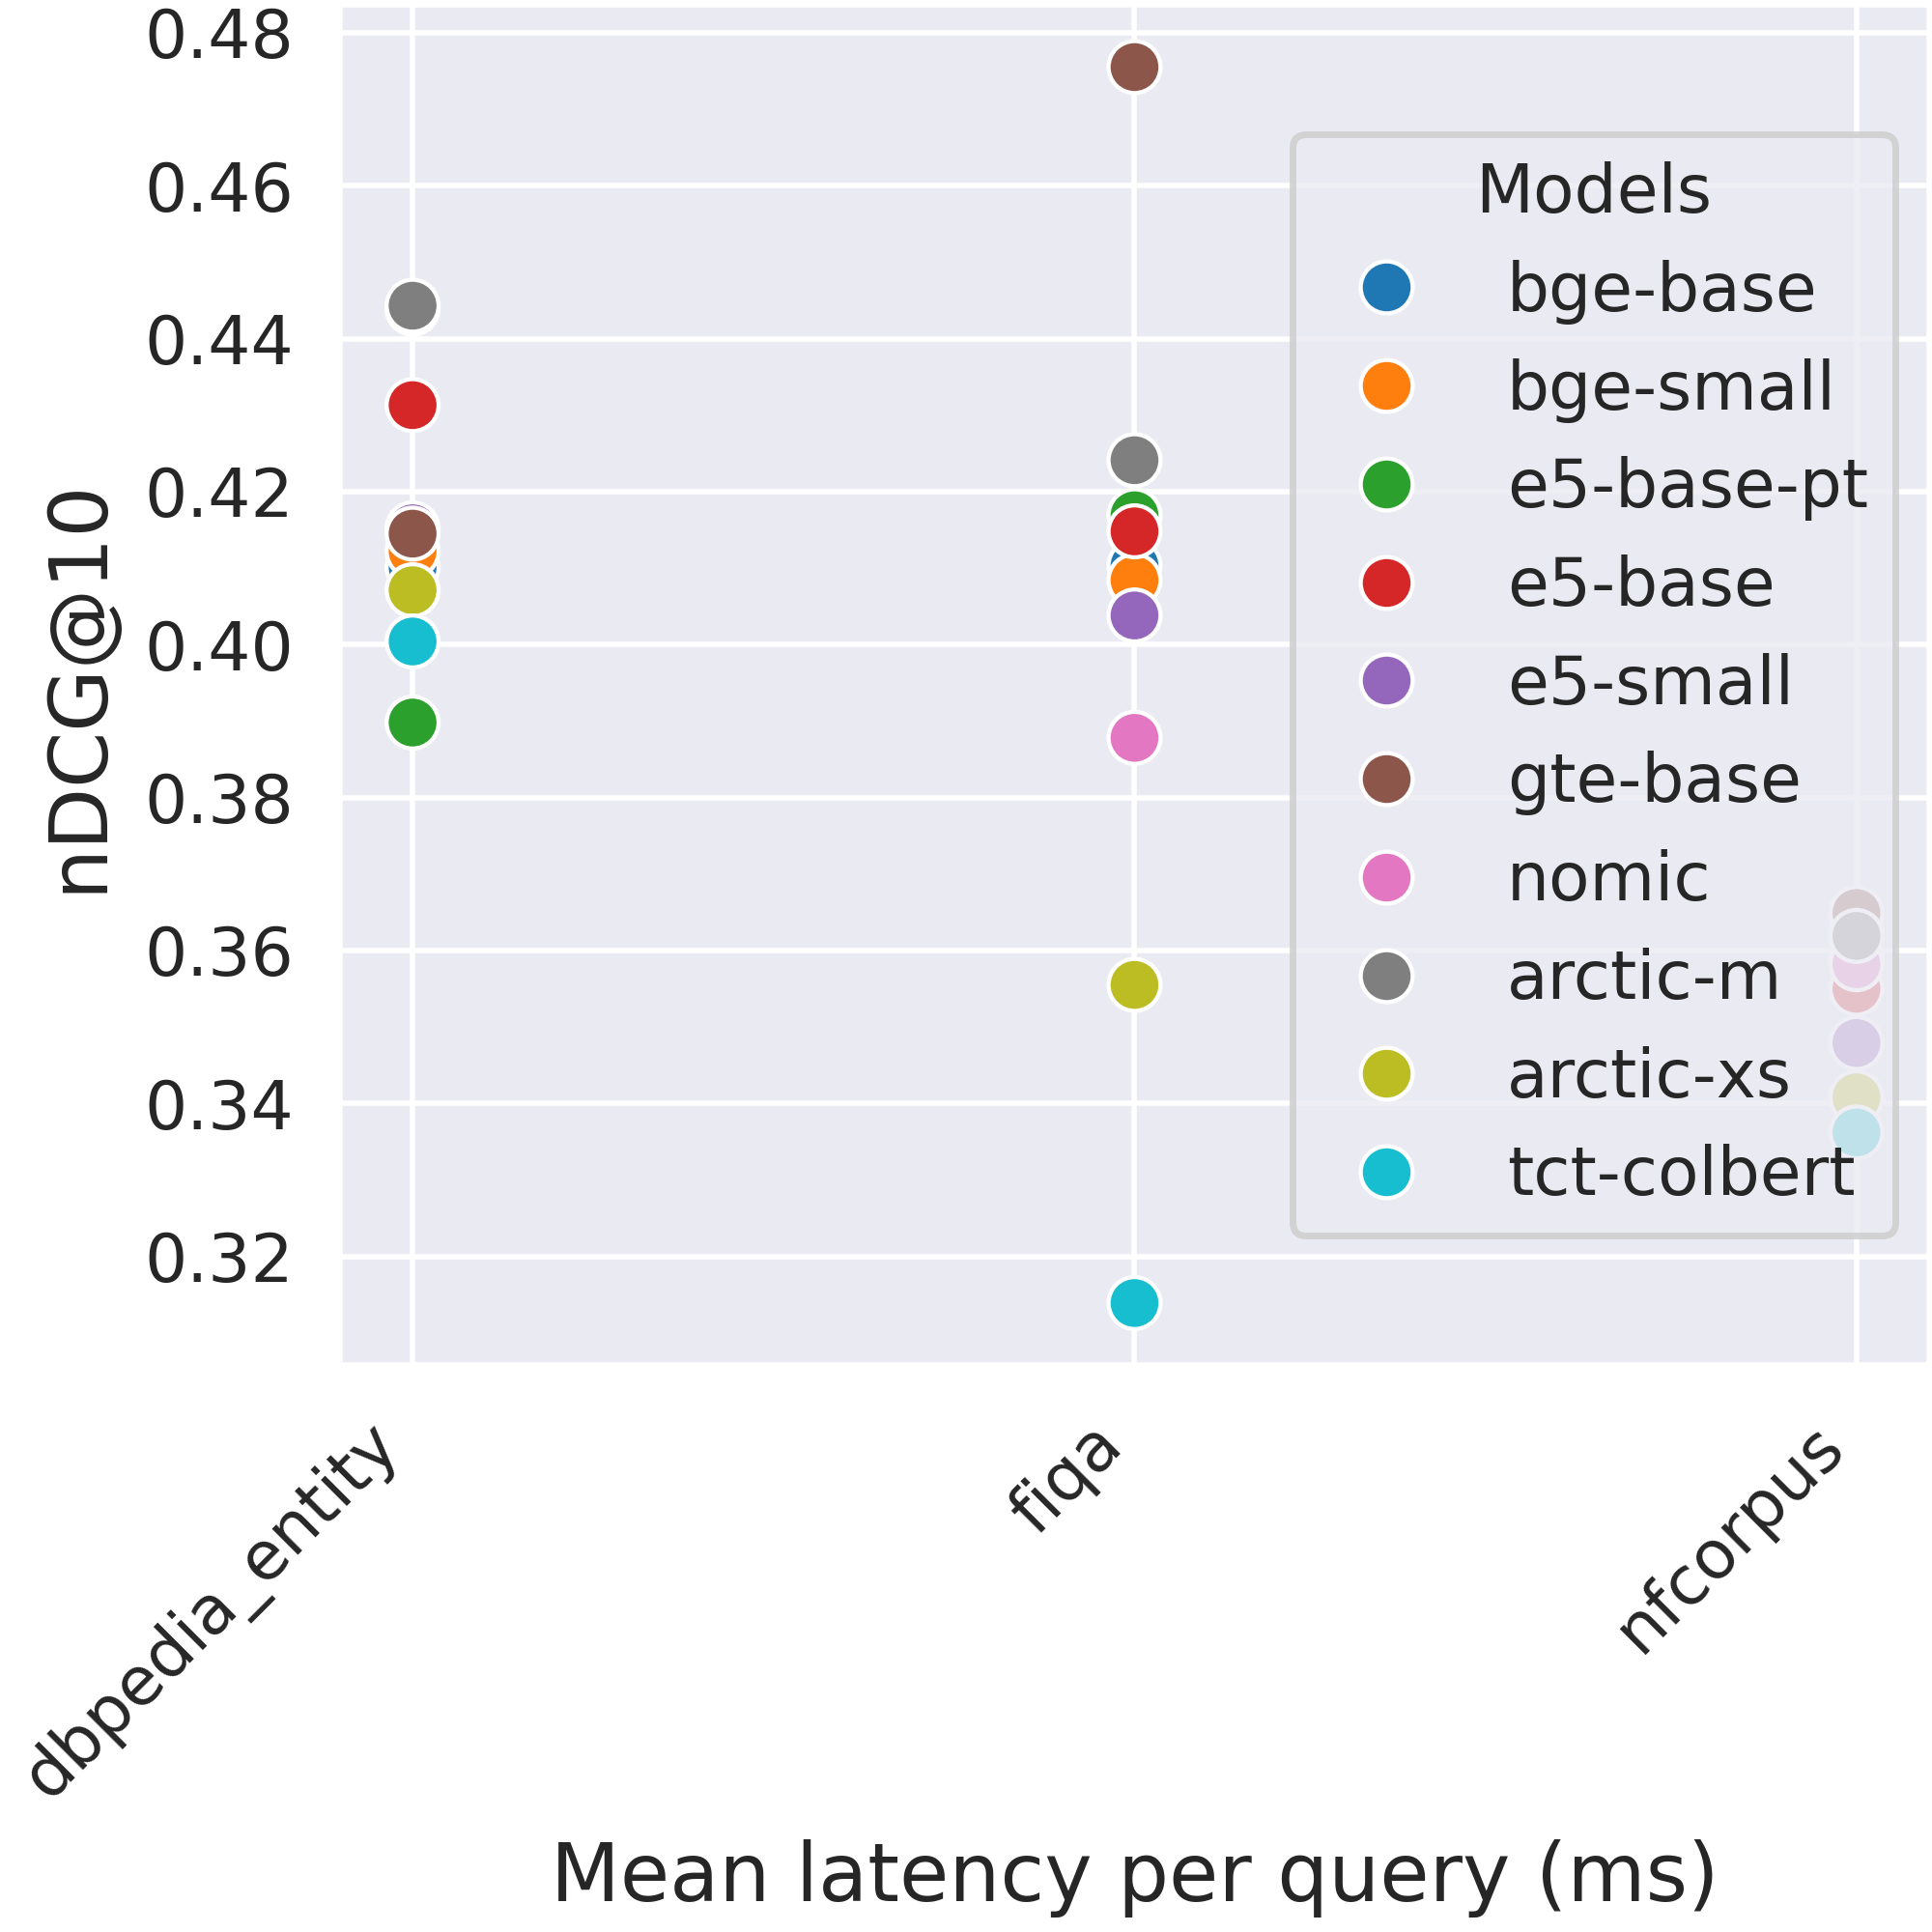 nDCG@10
0.48
0.46
0.44
0.42
0.40
0.38
0.36
0.34
0.32
Models
bge-base
bge-small
e5-base-pt
e5-base
e5-small
gte-base
nomic
arctic-m
arctic-xs
tct-colbert
dbpedia_entity
fiqa
nfcorpus
Mean latency per query (ms)